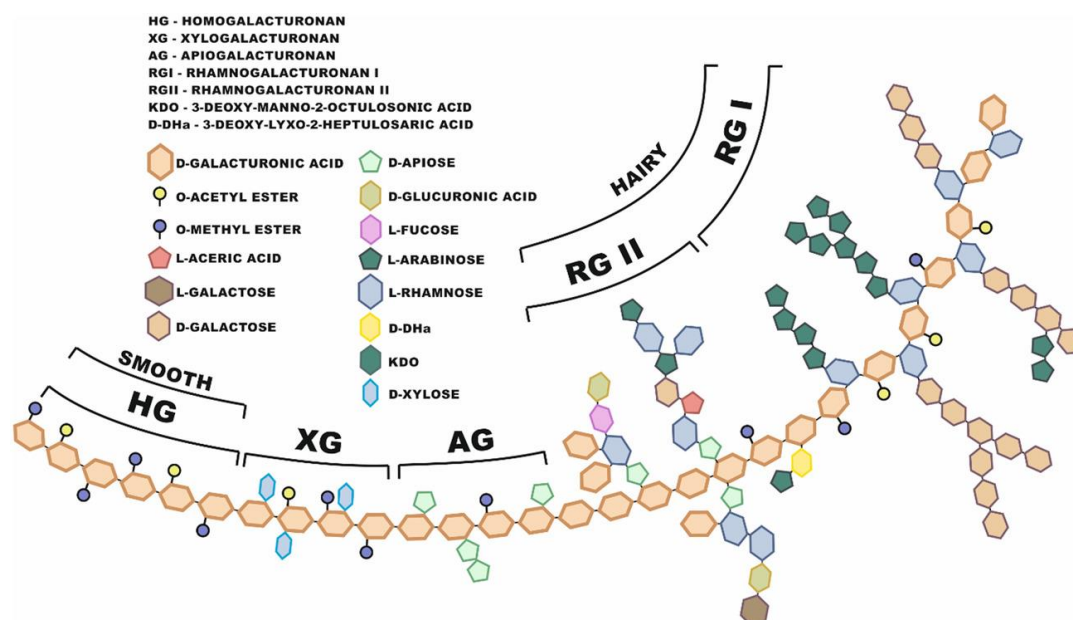 HG - HOMOGALACTURONAN
XG - XYLOGALACTURONAN
AG - APIOGALACTURONAN
RGI - RHAMNOGALACTURONAN I
RGII - RHAMNOGALACTURONAN II
KDO - 3-DEOXY-MANNO-2-OCTULOSONIC ACID
D-DHa - 3-DEOXY-LYXO-2-HEPTULOSARIC ACID
D-GALACTURONIC ACID
O-ACETYL ESTER
O-METHYL ESTER
L-ACERIC ACID
L-GALACTOSE
D-GALACTOSE
D-APIOSE
D-GLUCURONIC ACID
L-FUCOSE
L-ARABINOSE
L-RHAMNOSE
D-DHa
KDO
D-XYLOSE
SMOOTH
HG
XG
AG
HAIRY
RG II
RG I